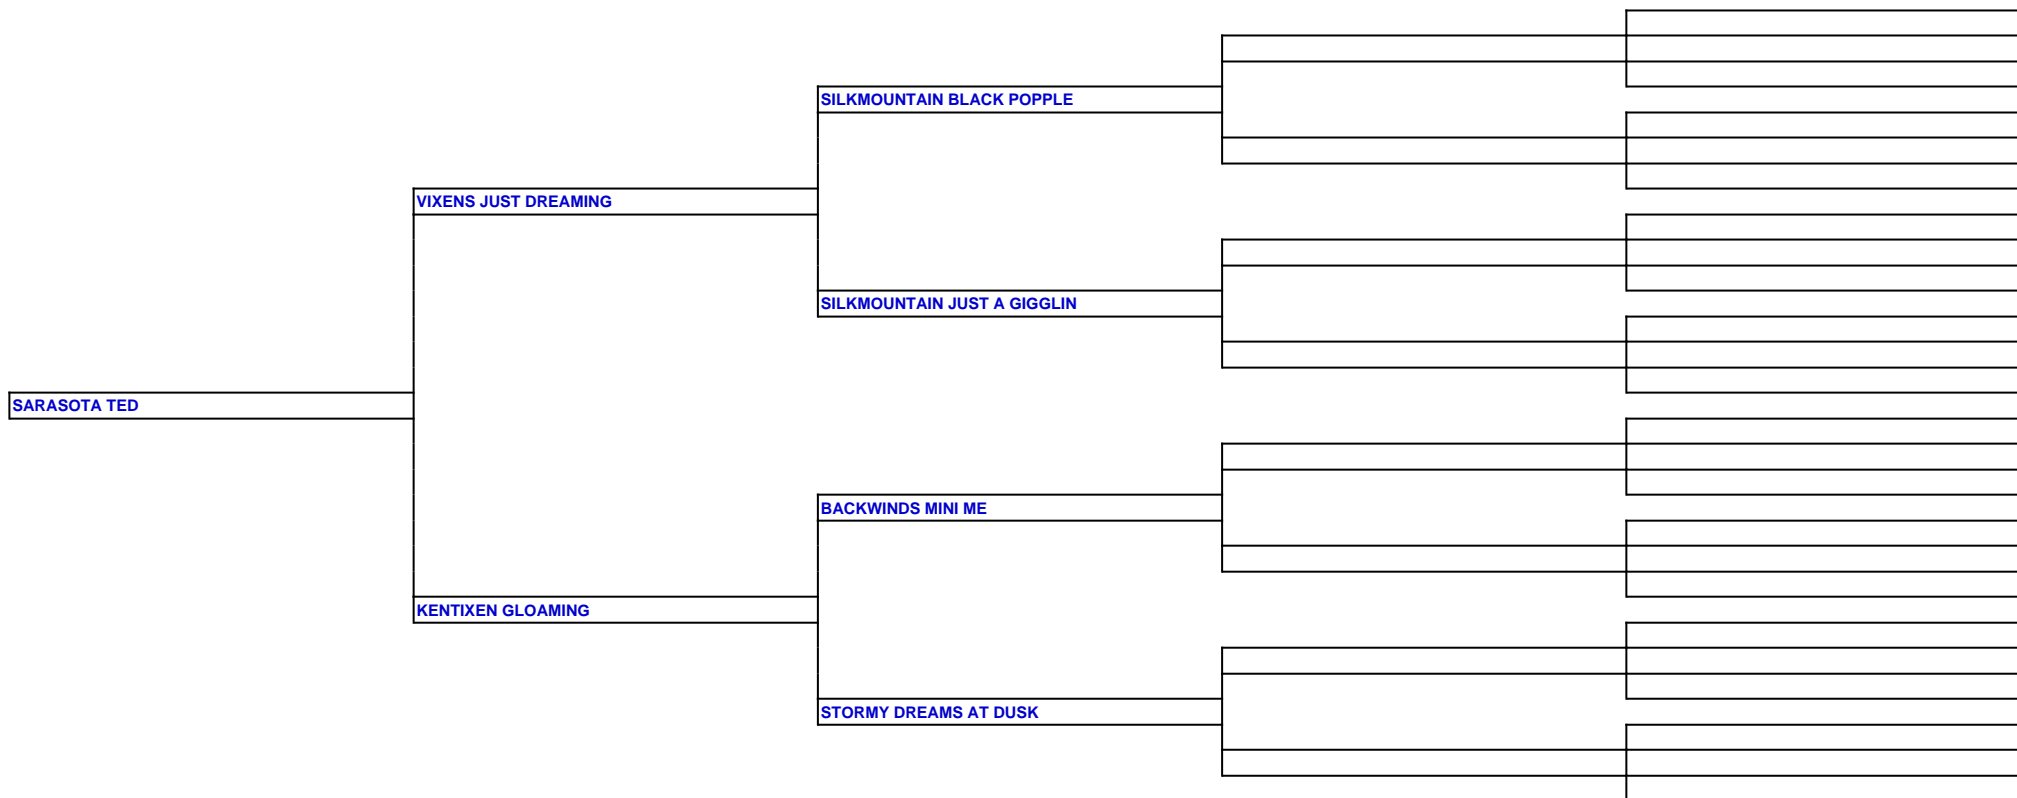 SILKMOUNTAIN BLACK POPPLE
VIXENS JUST DREAMING
SILKMOUNTAIN JUST A GIGGLIN
SARASOTA TED
BACKWINDS MINI ME
KENTIXEN GLOAMING
STORMY DREAMS AT DUSK